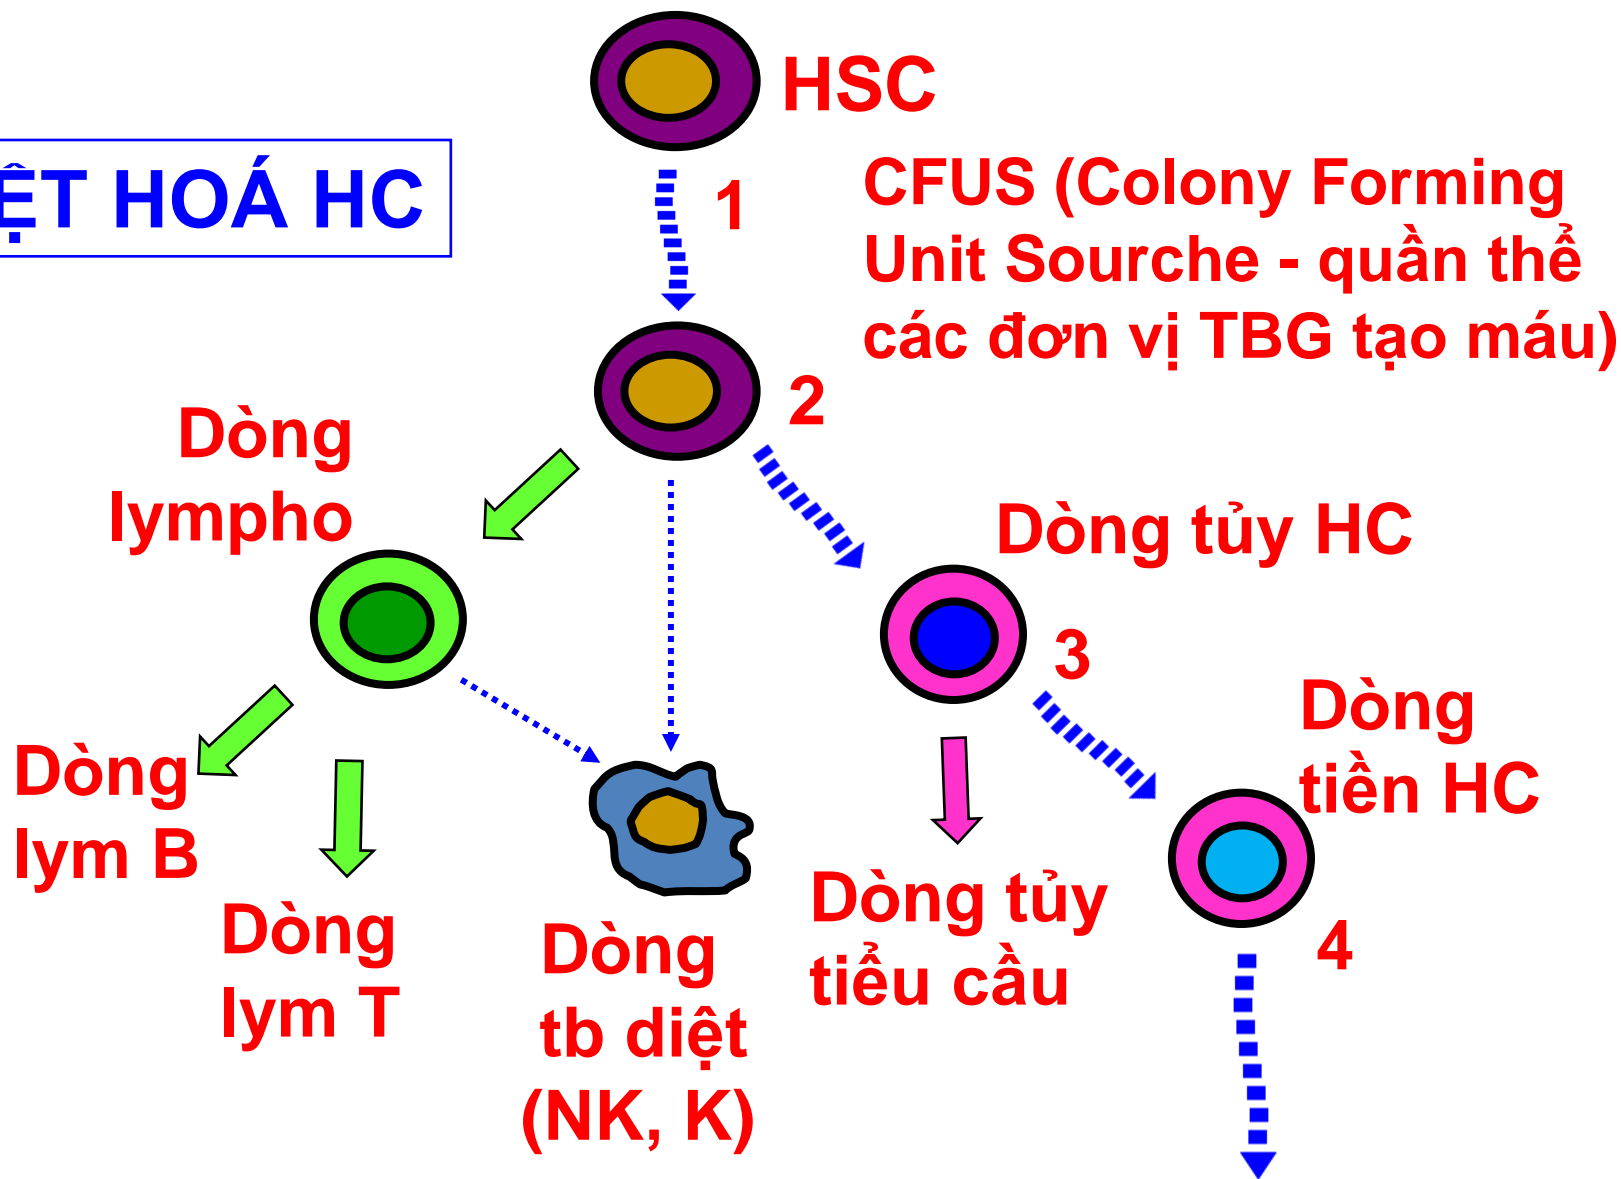 HSC
ỆT HOÁ HC
1
CFUS (Colony Forming
Unit Sourche - quần thể
các đơn vị TBG tạo máu)
2
Dòng
lympho
Dòng tủy HC
3
Dòng
tiền HC
Dòng
lym B
Dòng
lym T
Dòng
tb diệt
(NK, K)
Dòng tủy
tiểu cầu
4